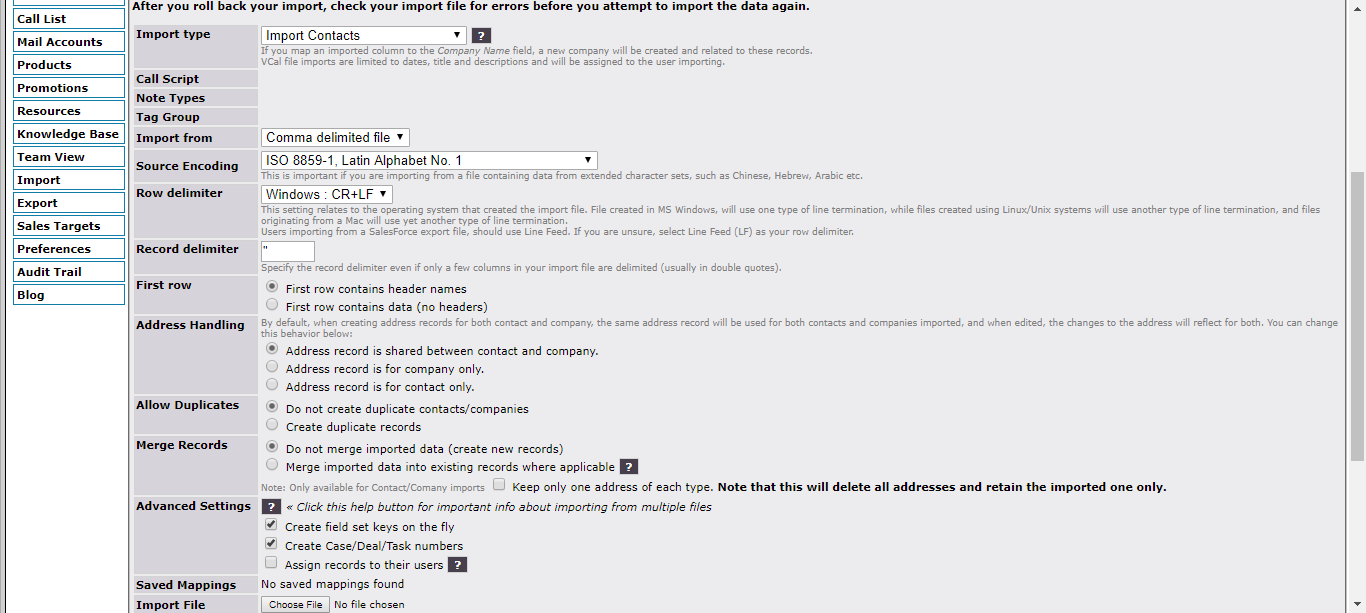 After you roll back your import, check your import file for errors before you attempt to import the data again.
Call List
Mail Accounts
Products
Promotions
Resources
Knowledge Base
Team View
Import
Export
Sales Targets
Preferences
Audit Trail
Blog
Import type
Import Contacts
?
If you map an imported column to the Company Name field, a new company will be created and related to these records.
VCal file imports are limited to dates, title and descriptions and will be assigned to the user importing.
Call Script
Note Types
Tag Group
Import from
Comma delimited file
Source Encoding
ISO 8859-1, Latin Alphabet No. 1
This is important if you are importing from a file containing data from extended character sets, such as Chinese, Hebrew, Arabic etc.
Row delimiter
Windows : CR+LF
This setting relates to the operating system that created the import file. File created in MS Windows, will use one type of line termination, while files created using Linux/Unix systems will use another type of line termination, and files
originating from a Mac will use yet another type of line termination.
Users importing from a SalesForce export file, should use Line Feed. If you are unsure, select Line Feed (LF) as your row delimiter.
Record delimiter
"
Specify the record delimiter even if only a few columns in your import file are delimited (usually in double quotes).
First row
First row contains header names
First row contains data (no headers)
Address Handling
By default, when creating address records for both contact and company, the same address record will be used for both contacts and companies imported, and when edited, the changes to the address will reflect for both. You can change
this behavior below:
Address record is shared between contact and company.
Address record is for company only.
Address record is for contact only.
Allow Duplicates
Do not create duplicate contacts/companies
Create duplicate records
Merge Records
Do not merge imported data (create new records)
Merge imported data into existing records where applicable ?
Note: Only available for Contact/Comany imports Keep only one address of each type. Note that this will delete all addresses and retain the imported one only.
Advanced Settings
? « Click this help button for important info about importing from multiple files
Create field set keys on the fly
Create Case/Deal/Task numbers
Assign records to their users ?
Saved Mappings
No saved mappings found
Import File
Choose File No file chosen